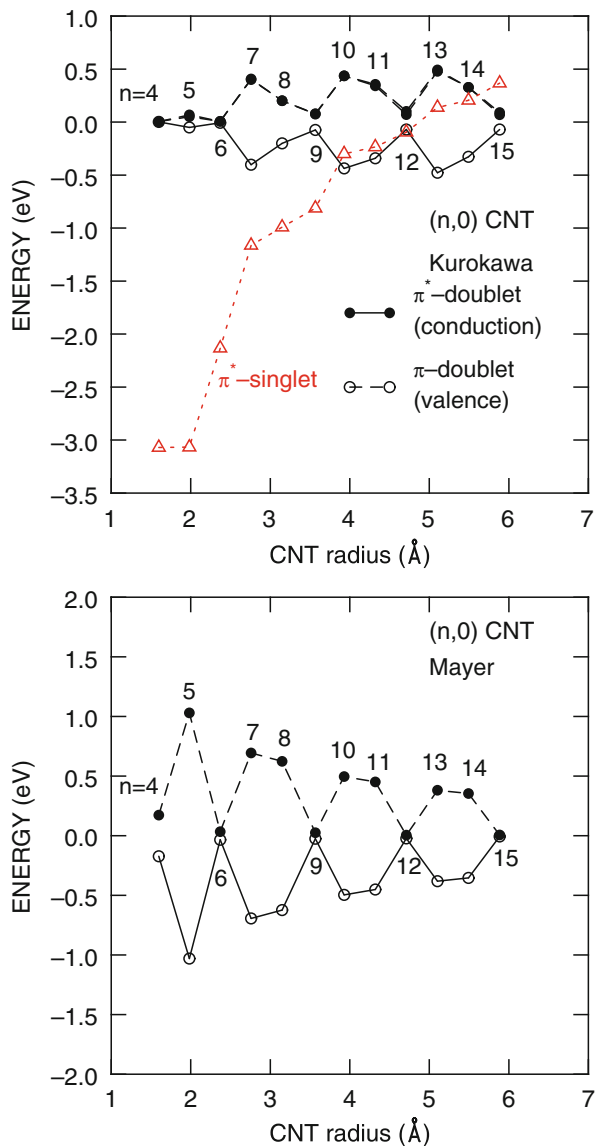 1.0
0.5
0.0
−0.5
−1.0
−1.5
−2.0
−2.5
−3.0
−3.5
ENERGY (eV)
n=4
5
6
7
8
9
10
11
12
13
14
15
(n,0) CNT
Kurokawa
π*−doublet
(conduction)
π−doublet
(valence)
π*−singlet
1 2 3 4 5 6 7
CNT radius (Å)
2.0
1.5
1.0
0.5
0.0
−0.5
−1.0
−1.5
−2.0
ENERGY (eV)
(n,0) CNT
Mayer
n=4
5
6
7
8
9
10
11
12
13
14
15
1 2 3 4 5 6 7
CNT radius (Å)